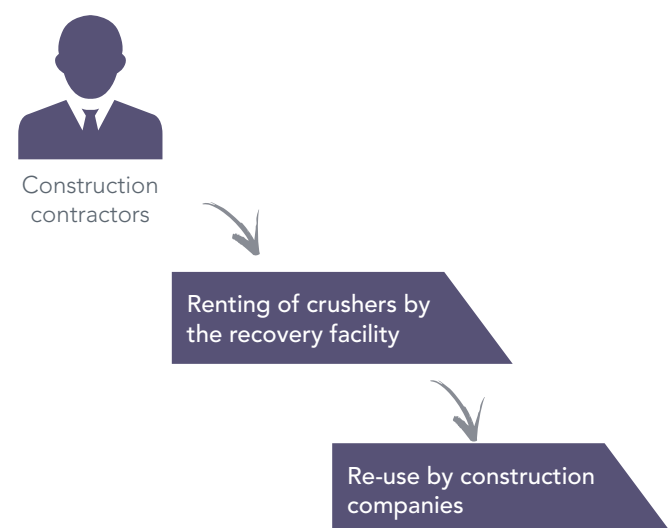 Construction
contractors
Renting of crushers by
the recovery facility
Re-use by construction
companies